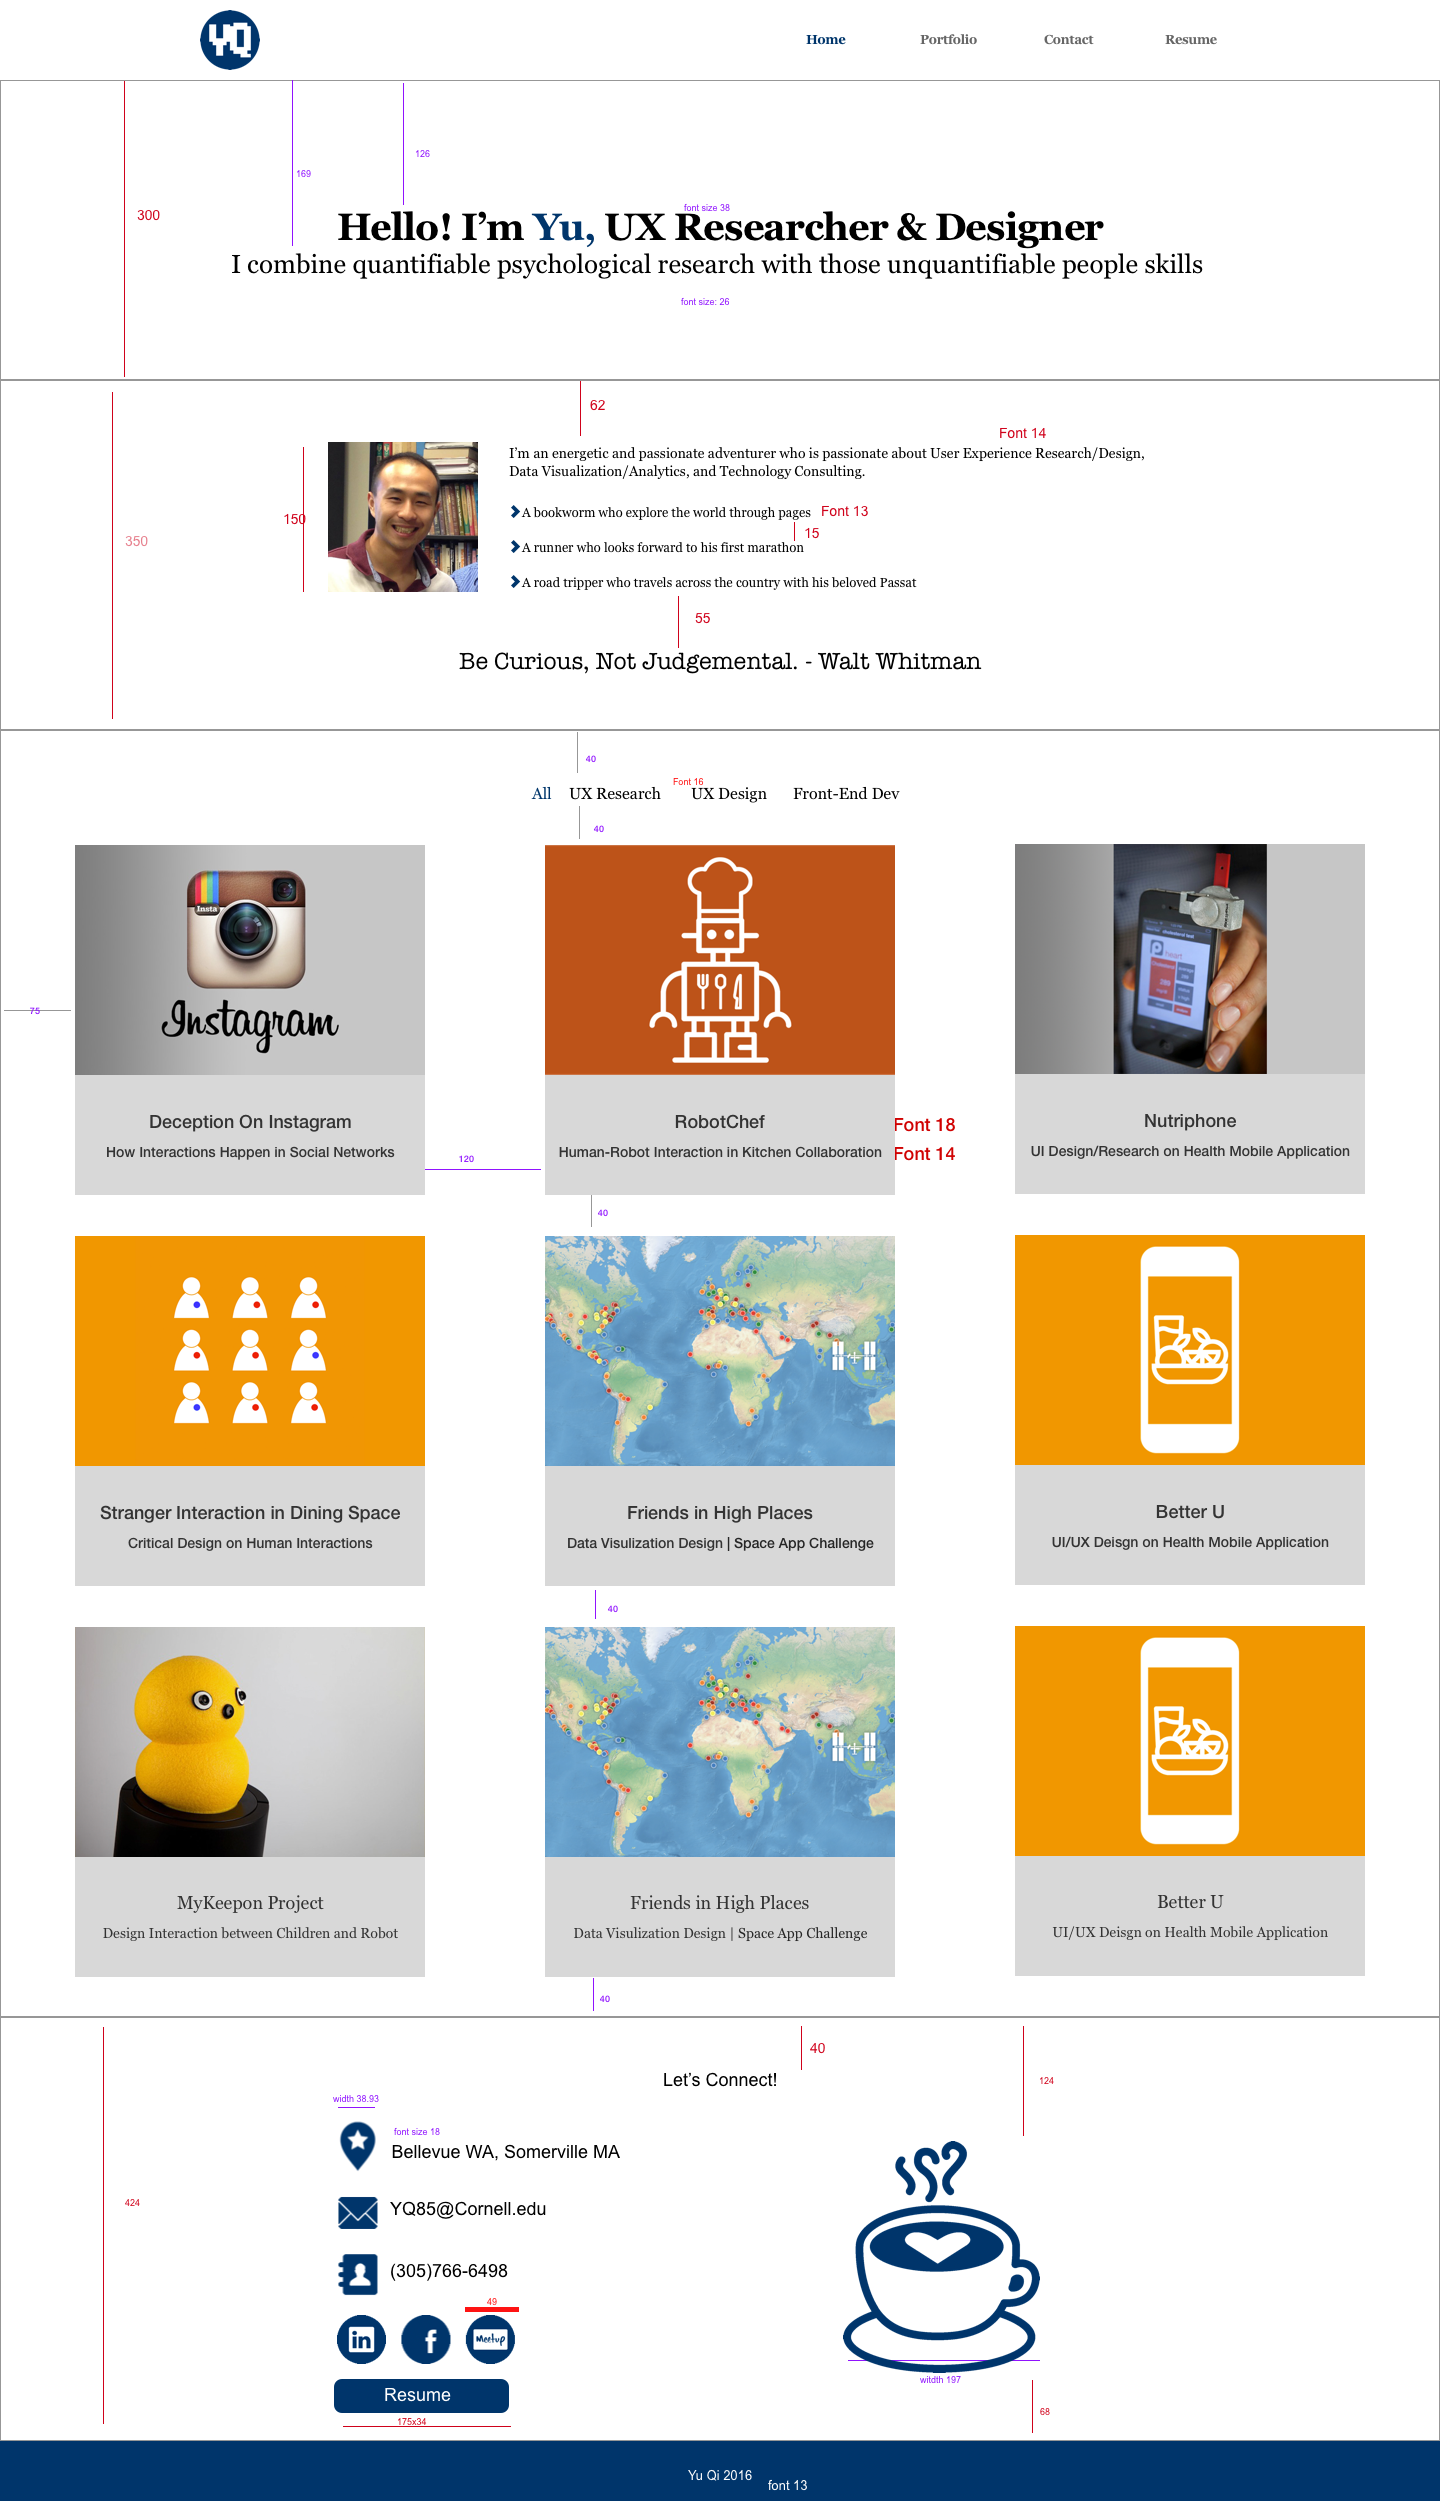 YQ
Home Portfolio Contact Resume
126
169
300
font size 38
Hello! I'm Yu, UX Researcher & Designer
I combine quantifiable psychological research with those unquantifiable people skills
font size: 26
62
Font 14
I'm an energetic and passionate adventurer who is passionate about User Experience Research/Design,
Data Visualization/Analytics, and Technology Consulting.
150
350
A bookworm who explore the world through pages Font 13
15
A runner who looks forward to his first marathon
A road tripper who travels across the country with his beloved Passat
55
Be Curious, Not Judgemental. - Walt Whitman
40
Font 16
All UX Research UX Design Front-End Dev
40
Insta
Instagram
75
Deception On Instagram
How Interactions Happen in Social Networks
120
RobotChef
Human-Robot Interaction in Kitchen Collaboration
Font 18
Font 14
heart
Nutriphone
UI Design/Research on Health Mobile Application
40
Stranger Interaction in Dining Space
Critical Design on Human Interactions
Friends in High Places
Data Visulization Design | Space App Challenge
Better U
UI/UX Deisgn on Health Mobile Application
40
MyKeepon Project
Design Interaction between Children and Robot
Friends in High Places
Data Visulization Design | Space App Challenge
Better U
UI/UX Deisgn on Health Mobile Application
40
40
Let's Connect!
124
width 38.93
font size 18
Bellevue WA, Somerville MA
424
YQ85@Cornell.edu
(305)766-6498
49
in f Meetup
Resume
175x34
witdth 197
68
Yu Qi 2016
font 13